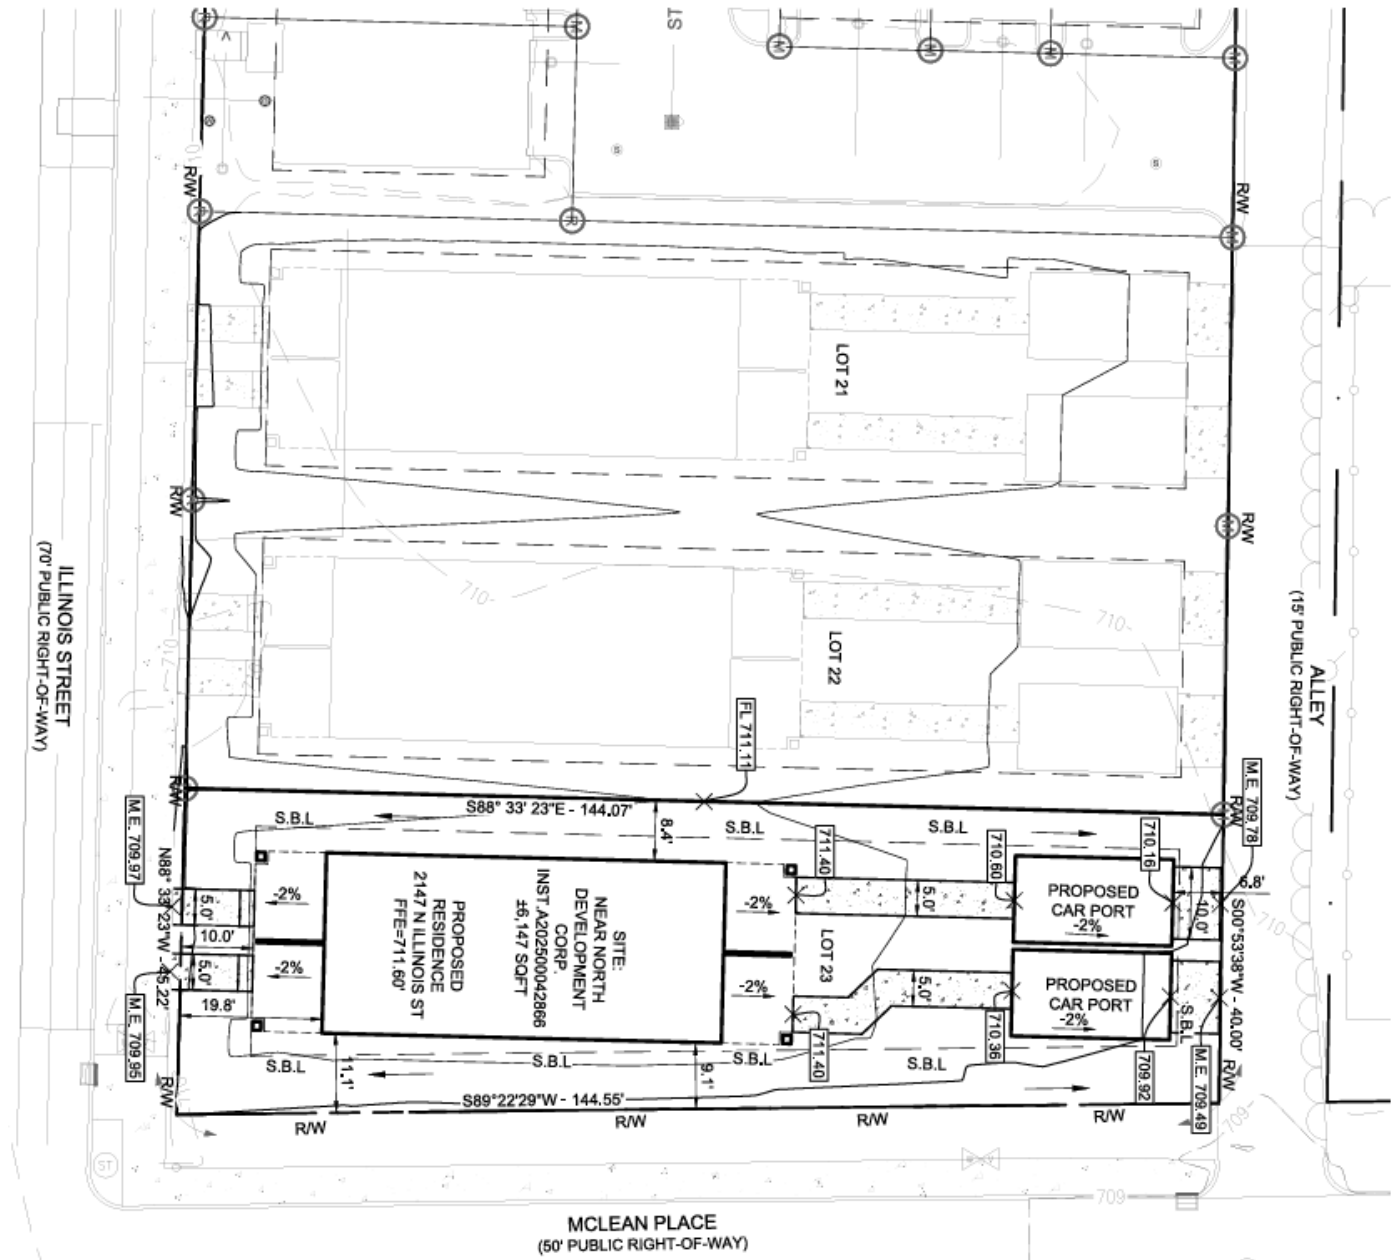 ST
R/W
R/W
LOT 21
R/W
R/W
ILLINOIS STREET
(70' PUBLIC RIGHT-OF-WAY)
ALLEY
(15' PUBLIC RIGHT-OF-WAY)
710
710
710
LOT 22
FL 711.11
R/W
R/W
M.E. 709.78
S88° 33' 23"E - 144.07'
S.B.L
S.B.L
S.B.L
8.4'
M.E. 709.97
N88° 33'23"W - 45.22'
711.40
710.60
710.16
6.8'
-2%
-2%
5.0'
5.0'
10.0'
PROPOSED
CAR PORT
-2%
710
S00°53'38"W - 40.00'
SITE:
NEAR NORTH
DEVELOPMENT
CORP.
INST.A202500042866
±6,147 SQFT
PROPOSED
RESIDENCE
2147 N ILLINOIS ST
FFE=711.60'
LOT 23
10.0'
5.0'
-2%
-2%
5.0'
PROPOSED
CAR PORT
-2%
S.B.L
19.8'
M.E. 709.95
711.40
710.36
709.92
M.E. 709.49
S.B.L
S.B.L
S.B.L
S.B.L
11.1'
9.1'
R/W
R/W
S89°22'29"W - 144.55'
R/W
R/W
R/W
R/W
709
ST
709
MCLEAN PLACE
(50' PUBLIC RIGHT-OF-WAY)